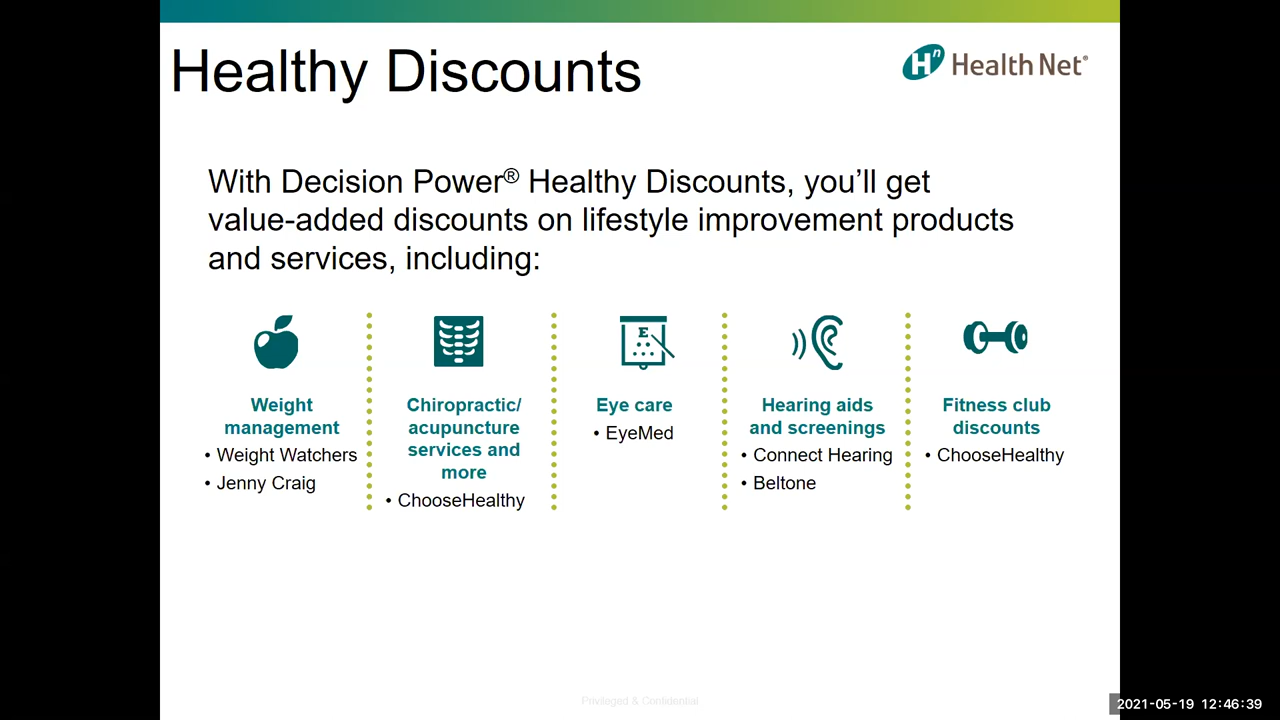 Healthy Discounts
Hn Health Net®
With Decision Power® Healthy Discounts, you’ll get
value-added discounts on lifestyle improvement products
and services, including:
Weight
management
• Weight Watchers
• Jenny Craig
Chiropractic/
acupuncture
services and
more
• ChooseHealthy
E
Eye care
• EyeMed
Hearing aids
and screenings
• Connect Hearing
• Beltone
Fitness club
discounts
• ChooseHealthy
Privileged & Confidential
2021-05-19 12:46:39